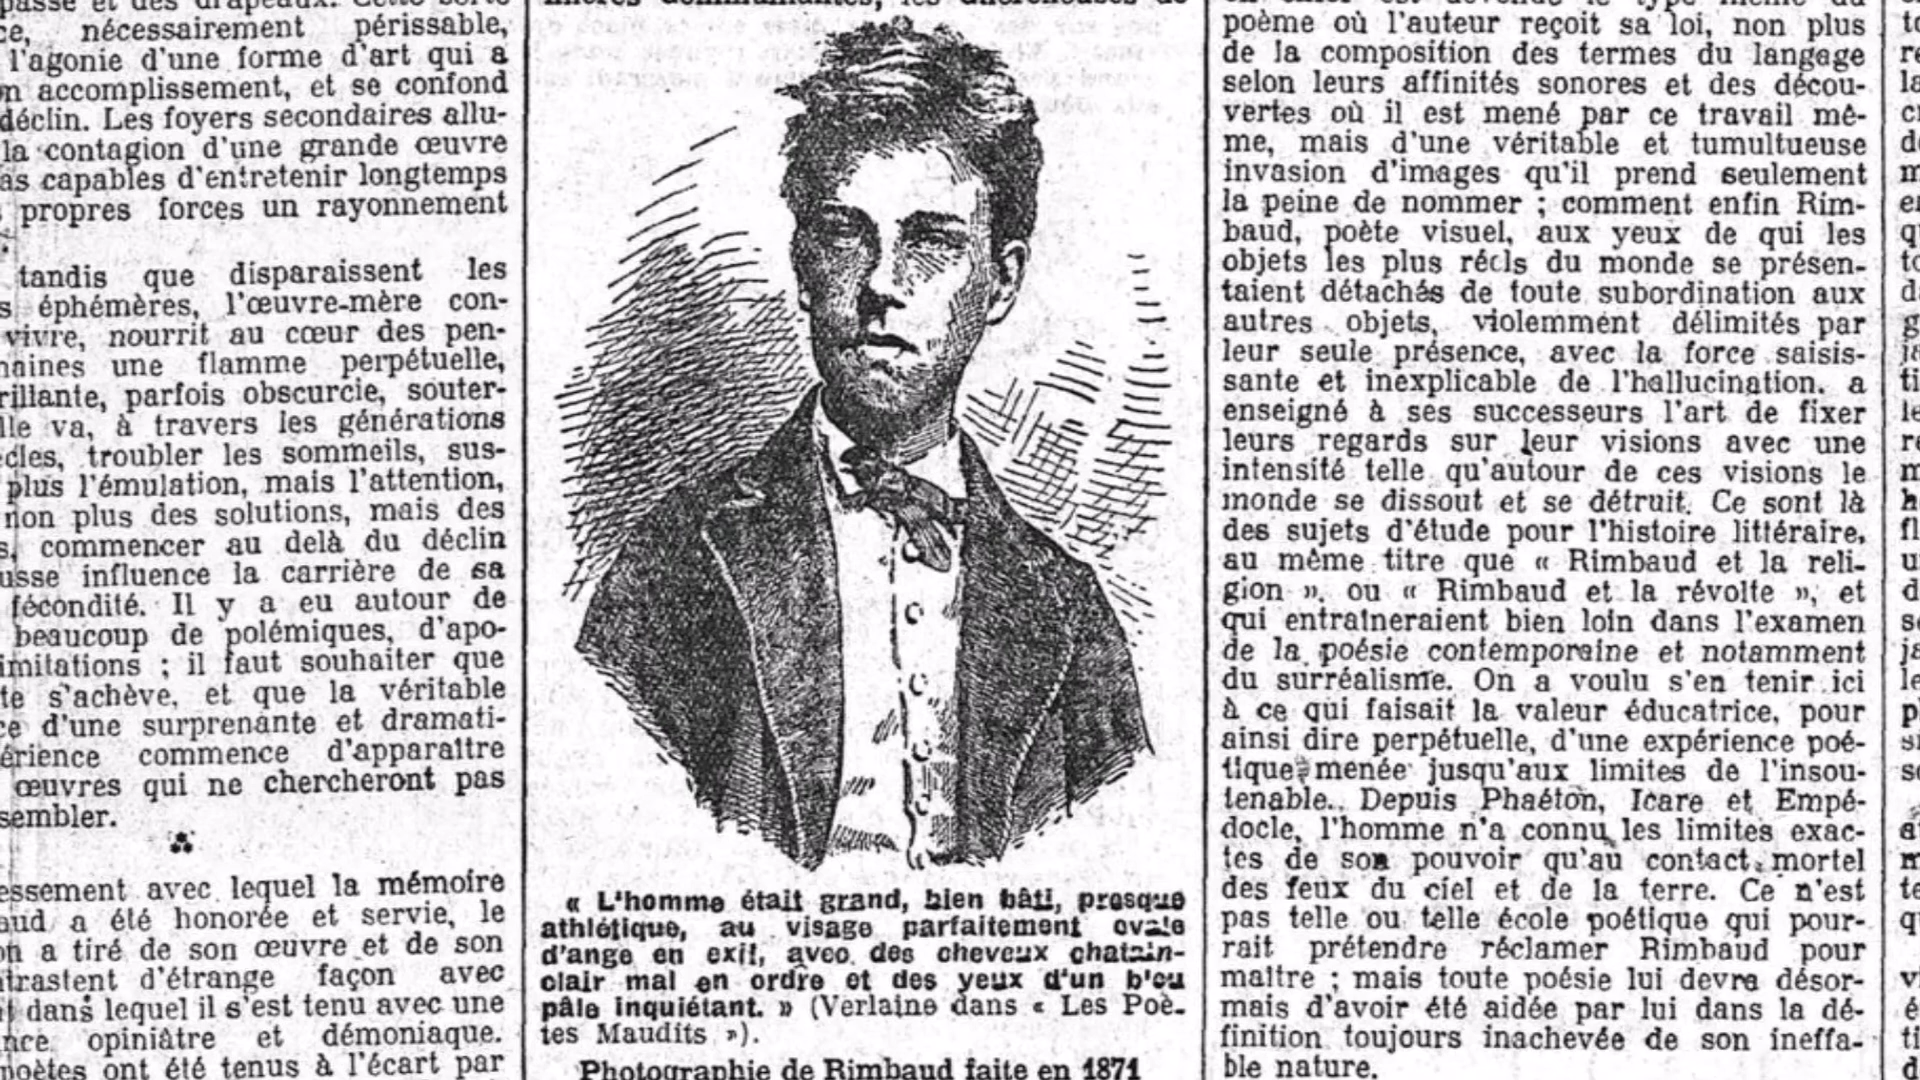 passé et des drapeaux. Cette sorte
ce, nécessairement périssable,
l'agonie d'une forme d'art qui a
n accomplissement, et se confond
déclin. Les foyers secondaires allu-
la contagion d'une grande œuvre
as capables d'entretenir longtemps
propres forces un rayonnement
tandis que disparaissent les
s éphémères, l'œuvre-mère con-
vivre, nourrit au cœur des pen-
maines une flamme perpétuelle,
rillante, parfois obscurcie, souter-
lle va, à travers les générations
ècles, troubler les sommeils, sus-
plus l'émulation, mais l'attention,
non plus des solutions, mais des
s, commencer au delà du déclin
usse influence la carrière de sa
fécondité. Il y a eu autour de
beaucoup de polémiques, d'apo-
imitations ; il faut souhaiter que
te s'achève, et que la véritable
ce d'une surprenante et dramati-
érience commence d'apparaître
œuvres qui ne chercheront pas
sembler.
essement avec lequel la mémoire
aud a été honorée et servie, le
on a tiré de son œuvre et de son
ntrastent d'étrange façon avec
dans lequel il s'est tenu avec une
nce opiniâtre et démoniaque.
poètes ont été tenus à l'écart par
« L'homme était grand, bien bâti, presque
athlétique, au visage parfaitement ovale
d'ange en exil, avec des cheveux chatain-
clair mal en ordre et des yeux d'un bleu
pâle inquiétant. » (Verlaine dans « Les Poè-
tes Maudits »).
Photographie de Rimbaud faite en 1871
poème où l'auteur reçoit sa loi, non plus
de la composition des termes du langage
selon leurs affinités sonores et des décou-
vertes où il est mené par ce travail mê-
me, mais d'une véritable et tumultueuse
invasion d'images qu'il prend seulement
la peine de nommer ; comment enfin Rim-
baud, poète visuel, aux yeux de qui les
objets les plus réels du monde se présen-
taient détachés de toute subordination aux
autres objets, violemment délimités par
leur seule présence, avec la force saisis-
sante et inexplicable de l'hallucination, a
enseigné à ses successeurs l'art de fixer
leurs regards sur leur visions avec une
intensité telle qu'autour de ces visions le
monde se dissout et se détruit. Ce sont là
des sujets d'étude pour l'histoire littéraire,
au même titre que « Rimbaud et la reli-
gion », ou « Rimbaud et la révolte », et
qui entraîneraient bien loin dans l'examen
de la poésie contemporaine et notamment
du surréalisme. On a voulu s'en tenir ici
à ce qui faisait la valeur éducatrice, pour
ainsi dire perpétuelle, d'une expérience poé-
tique menée jusqu'aux limites de l'insou-
tenable. Depuis Phaéton, Icare et Empé-
docle, l'homme n'a connu les limites exac-
tes de son pouvoir qu'au contact mortel
des feux du ciel et de la terre. Ce n'est
pas telle ou telle école poétique qui pour-
rait prétendre réclamer Rimbaud pour
maître ; mais toute poésie lui devra désor-
mais d'avoir été aidée par lui dans la dé-
finition toujours inachevée de son ineffa-
ble nature.